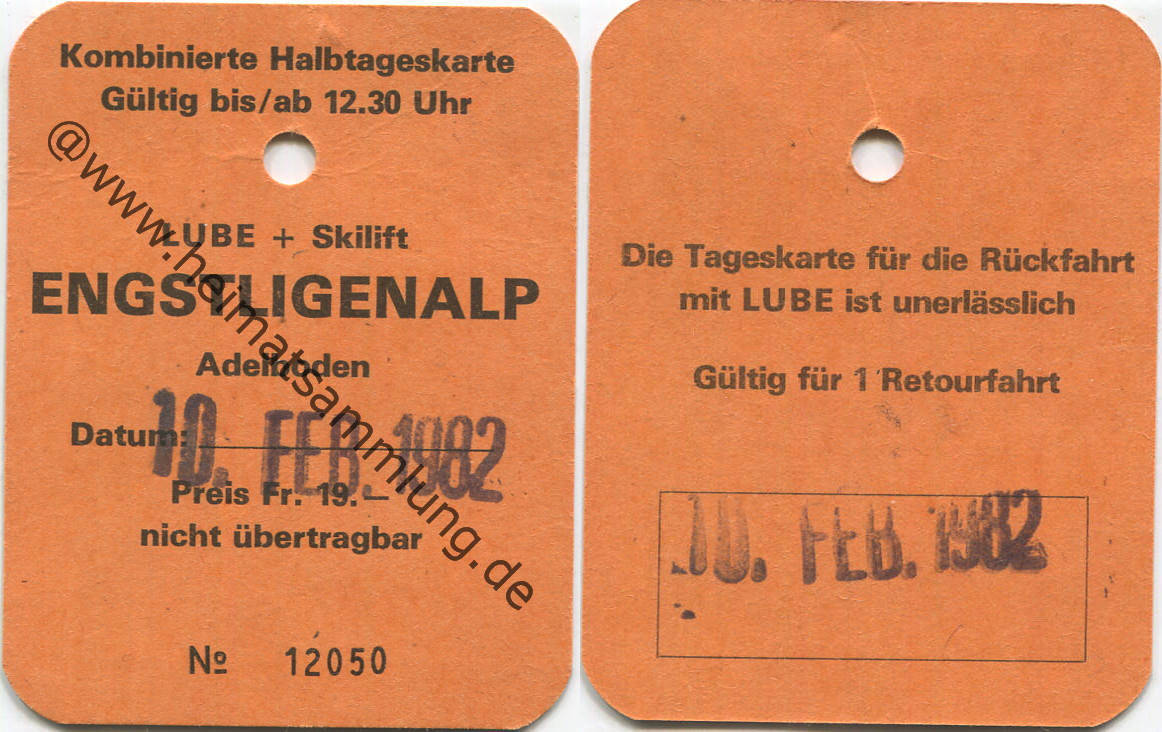 Kombinierte Halbtageskarte
Gültig bis/ab 12.30 Uhr
@www.heimatsammlung.de
LUBE + Skilift
ENGSTLIGENALP
Adelboden
Datum:
10. FEB. 1982
Preis Fr. 19.—
nicht übertragbar
Nº 12050
Die Tageskarte für die Rückfahrt
mit LUBE ist unerlässlich
Gültig für 1 Retourfahrt
10. FEB. 1982